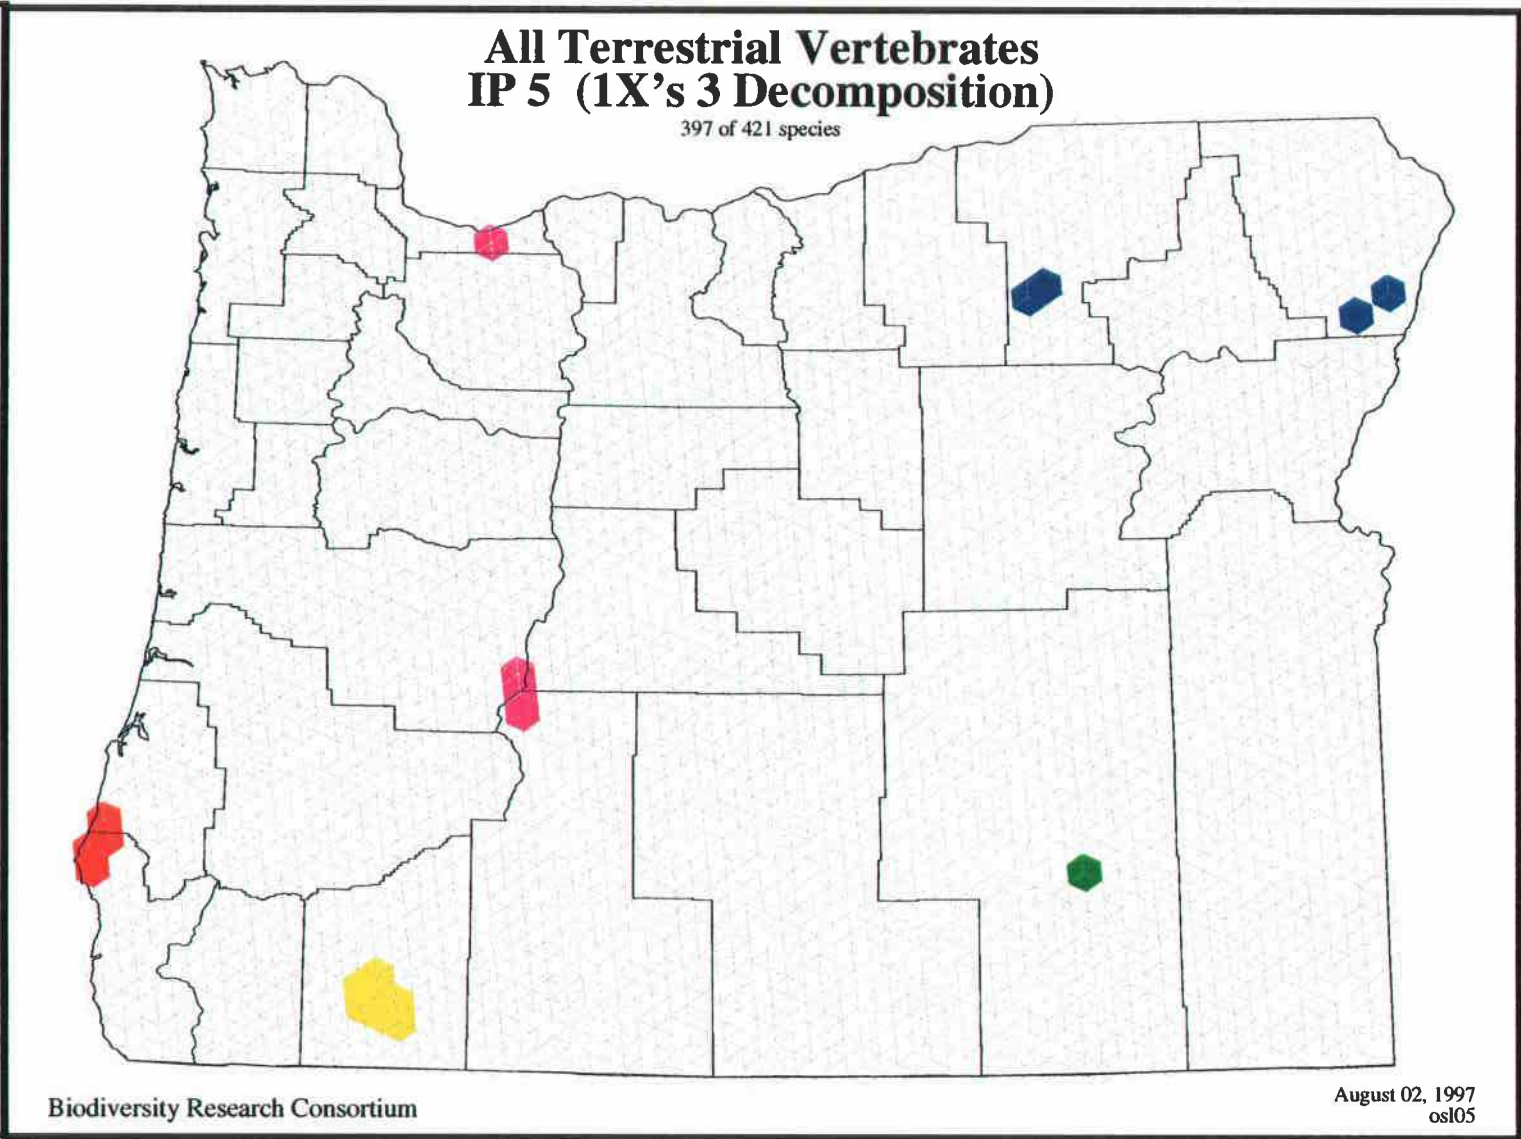 All Terrestrial Vertebrates
IP 5 (1X's 3 Decomposition)
397 of 421 species
Biodiversity Research Consortium
August 02, 1997
osl05